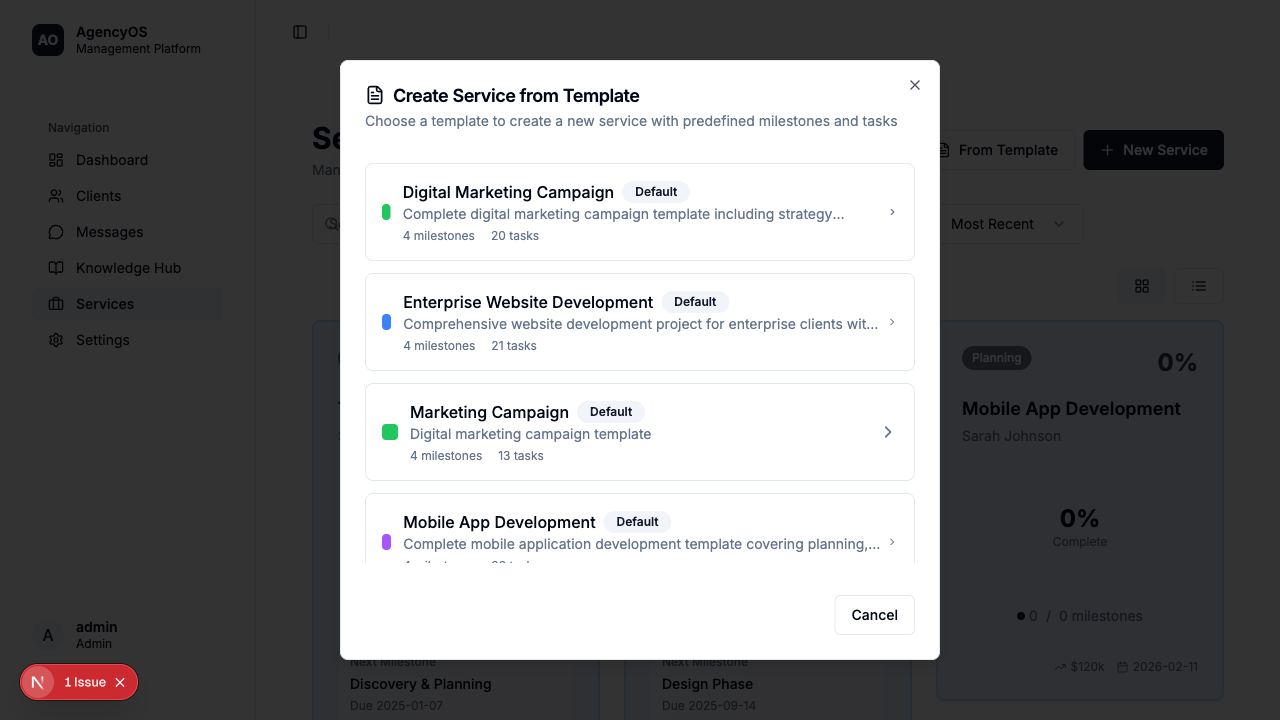 AO
AgencyOS
Management Platform
Navigation
Dashboard
Clients
Messages
Knowledge Hub
Services
Settings
A
admin
Admin
N
1 Issue
Create Service from Template
Choose a template to create a new service with predefined milestones and tasks
Digital Marketing Campaign Default
Complete digital marketing campaign template including strategy...
4 milestones 20 tasks
Enterprise Website Development Default
Comprehensive website development project for enterprise clients wit...
4 milestones 21 tasks
Marketing Campaign Default
Digital marketing campaign template
4 milestones 13 tasks
Mobile App Development Default
Complete mobile application development template covering planning,...
Cancel
From Template
New Service
Most Recent
Planning
0%
Mobile App Development
Sarah Johnson
0%
Complete
0 / 0 milestones
$120k 2026-02-11
Next Milestone
Discovery & Planning
Due 2025-01-07
Next Milestone
Design Phase
Due 2025-09-14